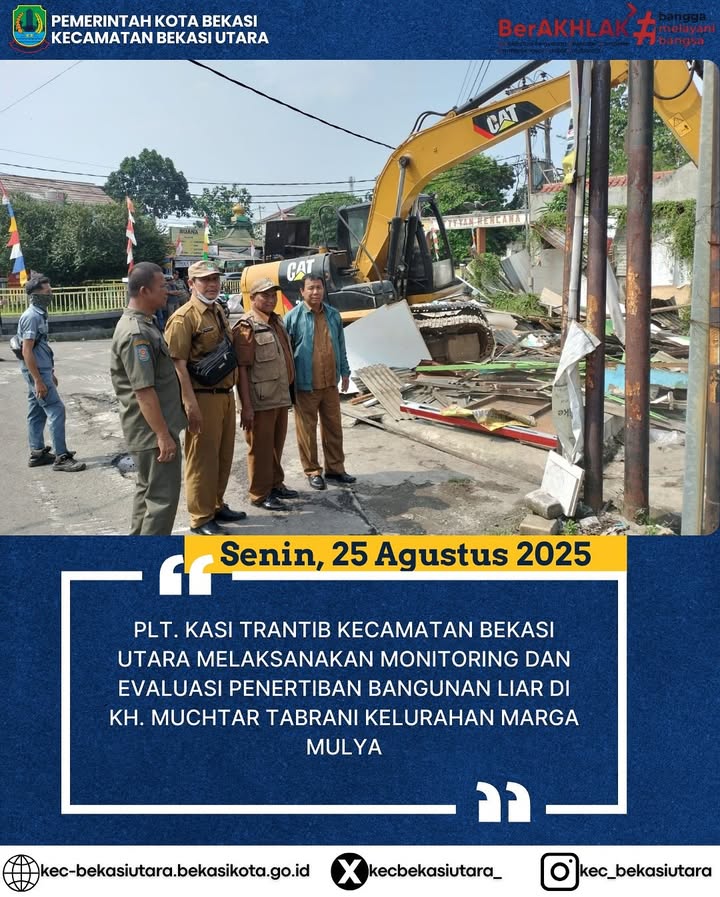 PEMERINTAH KOTA BEKASI
KECAMATAN BEKASI UTARA
BerAKHLAK
#
bangga
melayani
bangsa
CAT
CAT
Senin, 25 Agustus 2025
PLT. KASI TRANTIB KECAMATAN BEKASI
UTARA MELAKSANAKAN MONITORING DAN
EVALUASI PENERTIBAN BANGUNAN LIAR DI
KH. MUCHTAR TABRANI KELURAHAN MARGA
MULYA
kec-bekasiutara.bekasikota.go.id
kecbekasiutara_
kec_bekasiutara